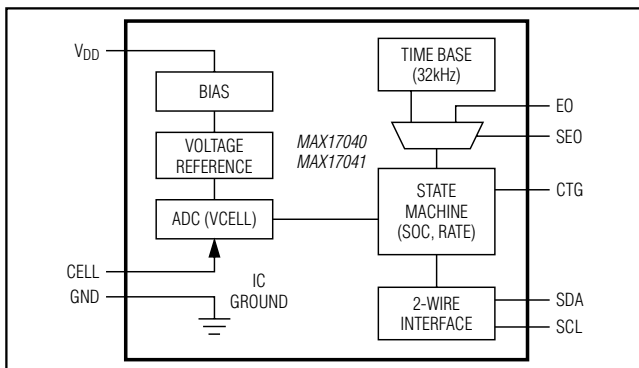 VDD
BIAS
VOLTAGE
REFERENCE
ADC (VCELL)
CELL
GND
IC
GROUND
MAX17040
MAX17041
TIME BASE
(32kHz)
EO
SEO
STATE
MACHINE
(SOC, RATE)
CTG
2-WIRE
INTERFACE
SDA
SCL